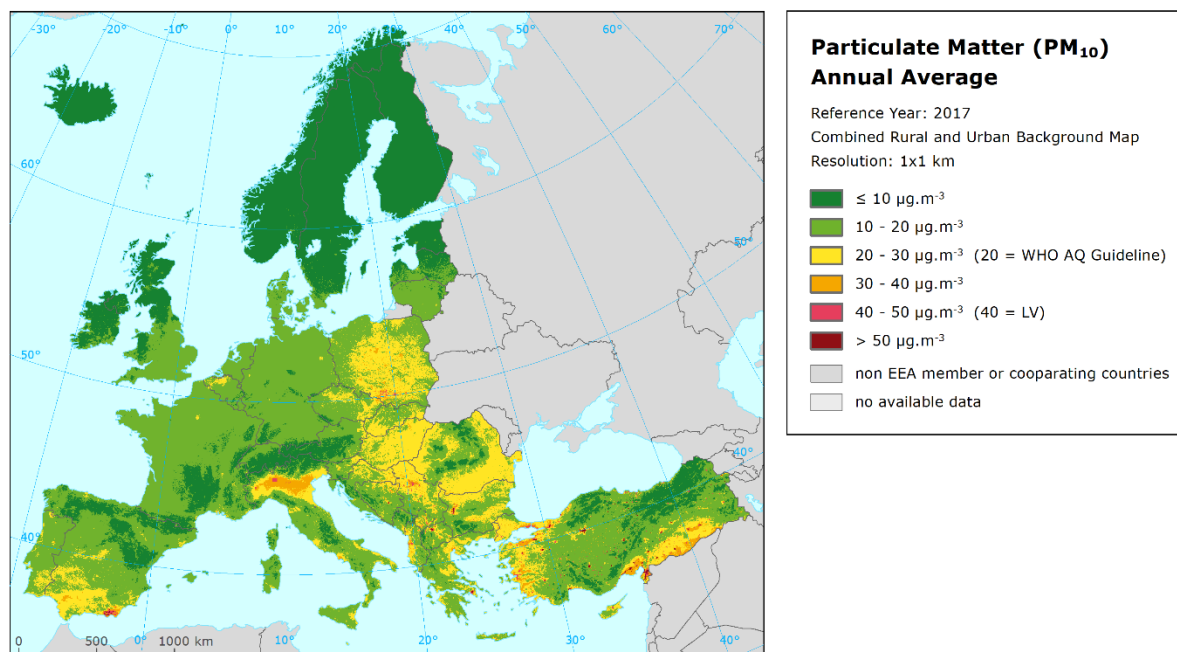 -30° -20° -10° 0° 10° 20° 30° 40° 50° 60° 70°
60°
50°
50°
40°
40°
0 500 0° 1000 km 10° 20° 30° 40°
Particulate Matter (PM₁₀)
Annual Average
Reference Year: 2017
Combined Rural and Urban Background Map
Resolution: 1x1 km
≤ 10 µg.m⁻³
10 - 20 µg.m⁻³
20 - 30 µg.m⁻³ (20 = WHO AQ Guideline)
30 - 40 µg.m⁻³
40 - 50 µg.m⁻³ (40 = LV)
> 50 µg.m⁻³
non EEA member or cooparating countries
no available data